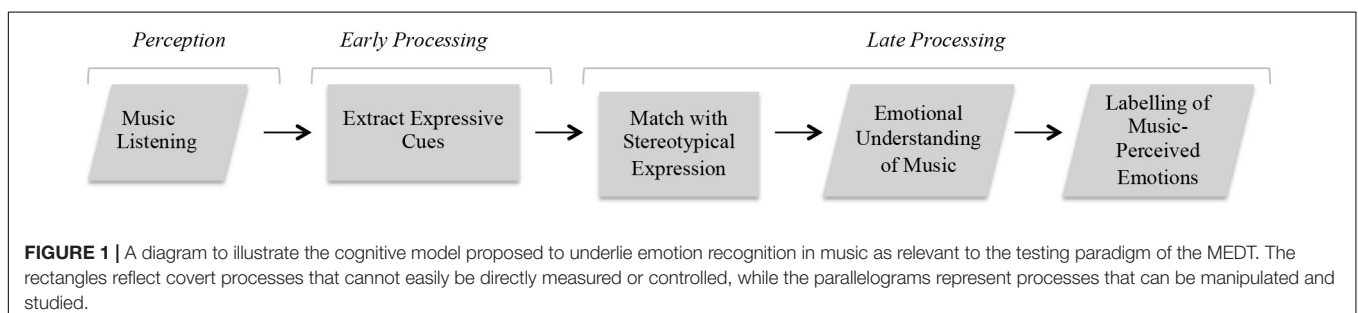 Perception
Early Processing
Late Processing
Music
Listening
Extract Expressive
Cues
Match with
Stereotypical
Expression
Emotional
Understanding
of Music
Labelling of
Music-
Perceived
Emotions
FIGURE 1 | A diagram to illustrate the cognitive model proposed to underlie emotion recognition in music as relevant to the testing paradigm of the MEDT. The
rectangles reflect covert processes that cannot easily be directly measured or controlled, while the parallelograms represent processes that can be manipulated and
studied.